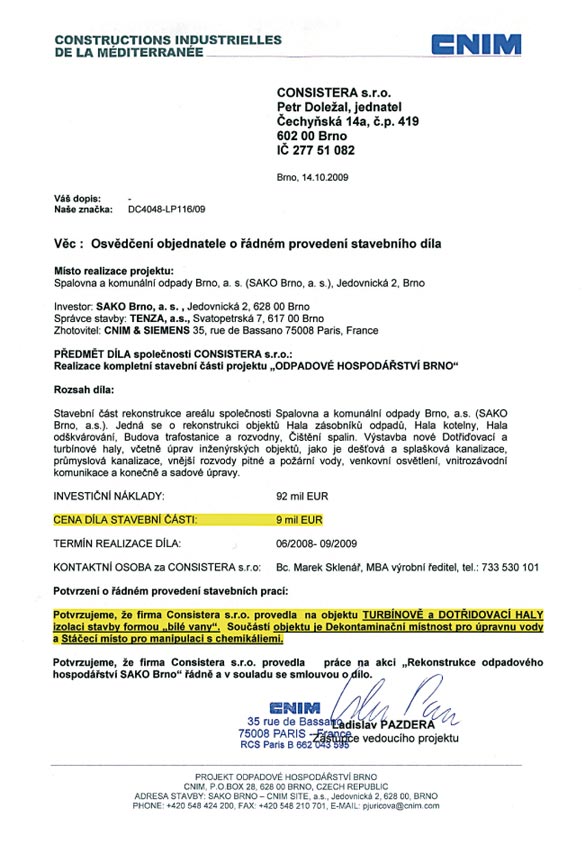 CONSTRUCTIONS INDUSTRIELLES
DE LA MÉDITERRANÉE
CNIM
CONSISTERA s.r.o.
Petr Doležal, jednatel
Čechyňská 14a, č.p. 419
602 00 Brno
IČ 277 51 082
Brno, 14.10.2009
Váš dopis: -
Naše značka: DC4048-LP116/09
Věc : Osvědčení objednatele o řádném provedení stavebního díla
Místo realizace projektu:
Spalovna a komunální odpady Brno, a. s. (SAKO Brno, a. s.), Jedovnická 2, Brno
Investor: SAKO Brno, a. s. , Jedovnická 2, 628 00 Brno
Správce stavby: TENZA, a.s., Svatopetrská 7, 617 00 Brno
Zhotovitel: CNIM & SIEMENS 35, rue de Bassano 75008 Paris, France
PŘEDMĚT DÍLA společnosti CONSISTERA s.r.o.:
Realizace kompletní stavební části projektu „ODPADOVÉ HOSPODÁŘSTVÍ BRNO“
Rozsah díla:
Stavební část rekonstrukce areálu společnosti Spalovna a komunální odpady Brno, a.s. (SAKO
Brno, a.s.). Jedná se o rekonstrukci objektů Hala zásobníků odpadů, Hala kotelny, Hala
odškvárování, Budova trafostanice a rozvodny, Čištění spalin. Výstavba nové Dotřiďovací a
turbínové haly, včetně úprav inženýrských objektů, jako je dešťová a splašková kanalizace,
průmyslová kanalizace, vnější rozvody pitné a požární vody, venkovní osvětlení, vnitrozávodní
komunikace a konečně a sadové úpravy.
INVESTIČNÍ NÁKLADY: 92 mil EUR
CENA DÍLA STAVEBNÍ ČÁSTI: 9 mil EUR
TERMÍN REALIZACE DÍLA: 06/2008- 09/2009
KONTAKTNÍ OSOBA za CONSISTERA s.r.o: Bc. Marek Sklenář, MBA výrobní ředitel, tel.: 733 530 101
Potvrzeni o řádném provedení stavebních prací:
Potvrzujeme, že firma Consistera s.r.o. provedla na objektu TURBÍNOVÉ a DOTŘIDOVACÍ HALY
izolaci stavby formou „bílé vany“. Součástí objektu je Dekontaminační místnost pro úpravnu vody
a Stáčecí místo pro manipulaci s chemikáliemi.
Potvrzujeme, že firma Consistera s.r.o. provedla práce na akci „Rekonstrukce odpadového
hospodářství SAKO Brno“ řádně a v souladu se smlouvou o dílo.
CNIM
35 rue de Bassano
Ladislav PAZDERA
75008 PARIS - France
Zástupce vedoucího projektu
RCS Paris B 662 043 595
PROJEKT ODPADOVÉ HOSPODÁŘSTVÍ BRNO
CNIM, P.O.BOX 28, 628 00 BRNO, CZECH REPUBLIC
ADRESA STAVBY: SAKO BRNO – CNIM SITE, a.s., Jedovnická 2, 628 00 BRNO
PHONE: +420 548 424 200, FAX: +420 548 210 701, E-MAIL: pjuricova@cnim.com